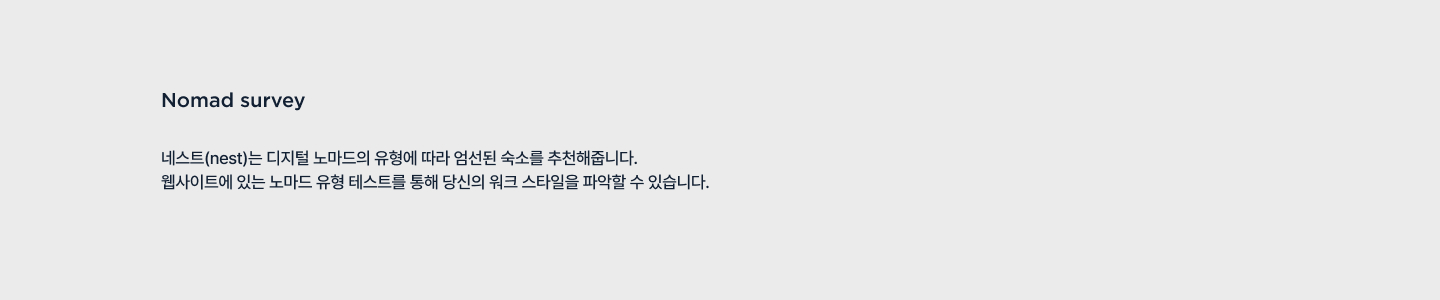 Nomad survey
네스트(nest)는 디지털 노마드의 유형에 따라 엄선된 숙소를 추천해줍니다.
웹사이트에 있는 노마드 유형 테스트를 통해 당신의 워크 스타일을 파악할 수 있습니다.